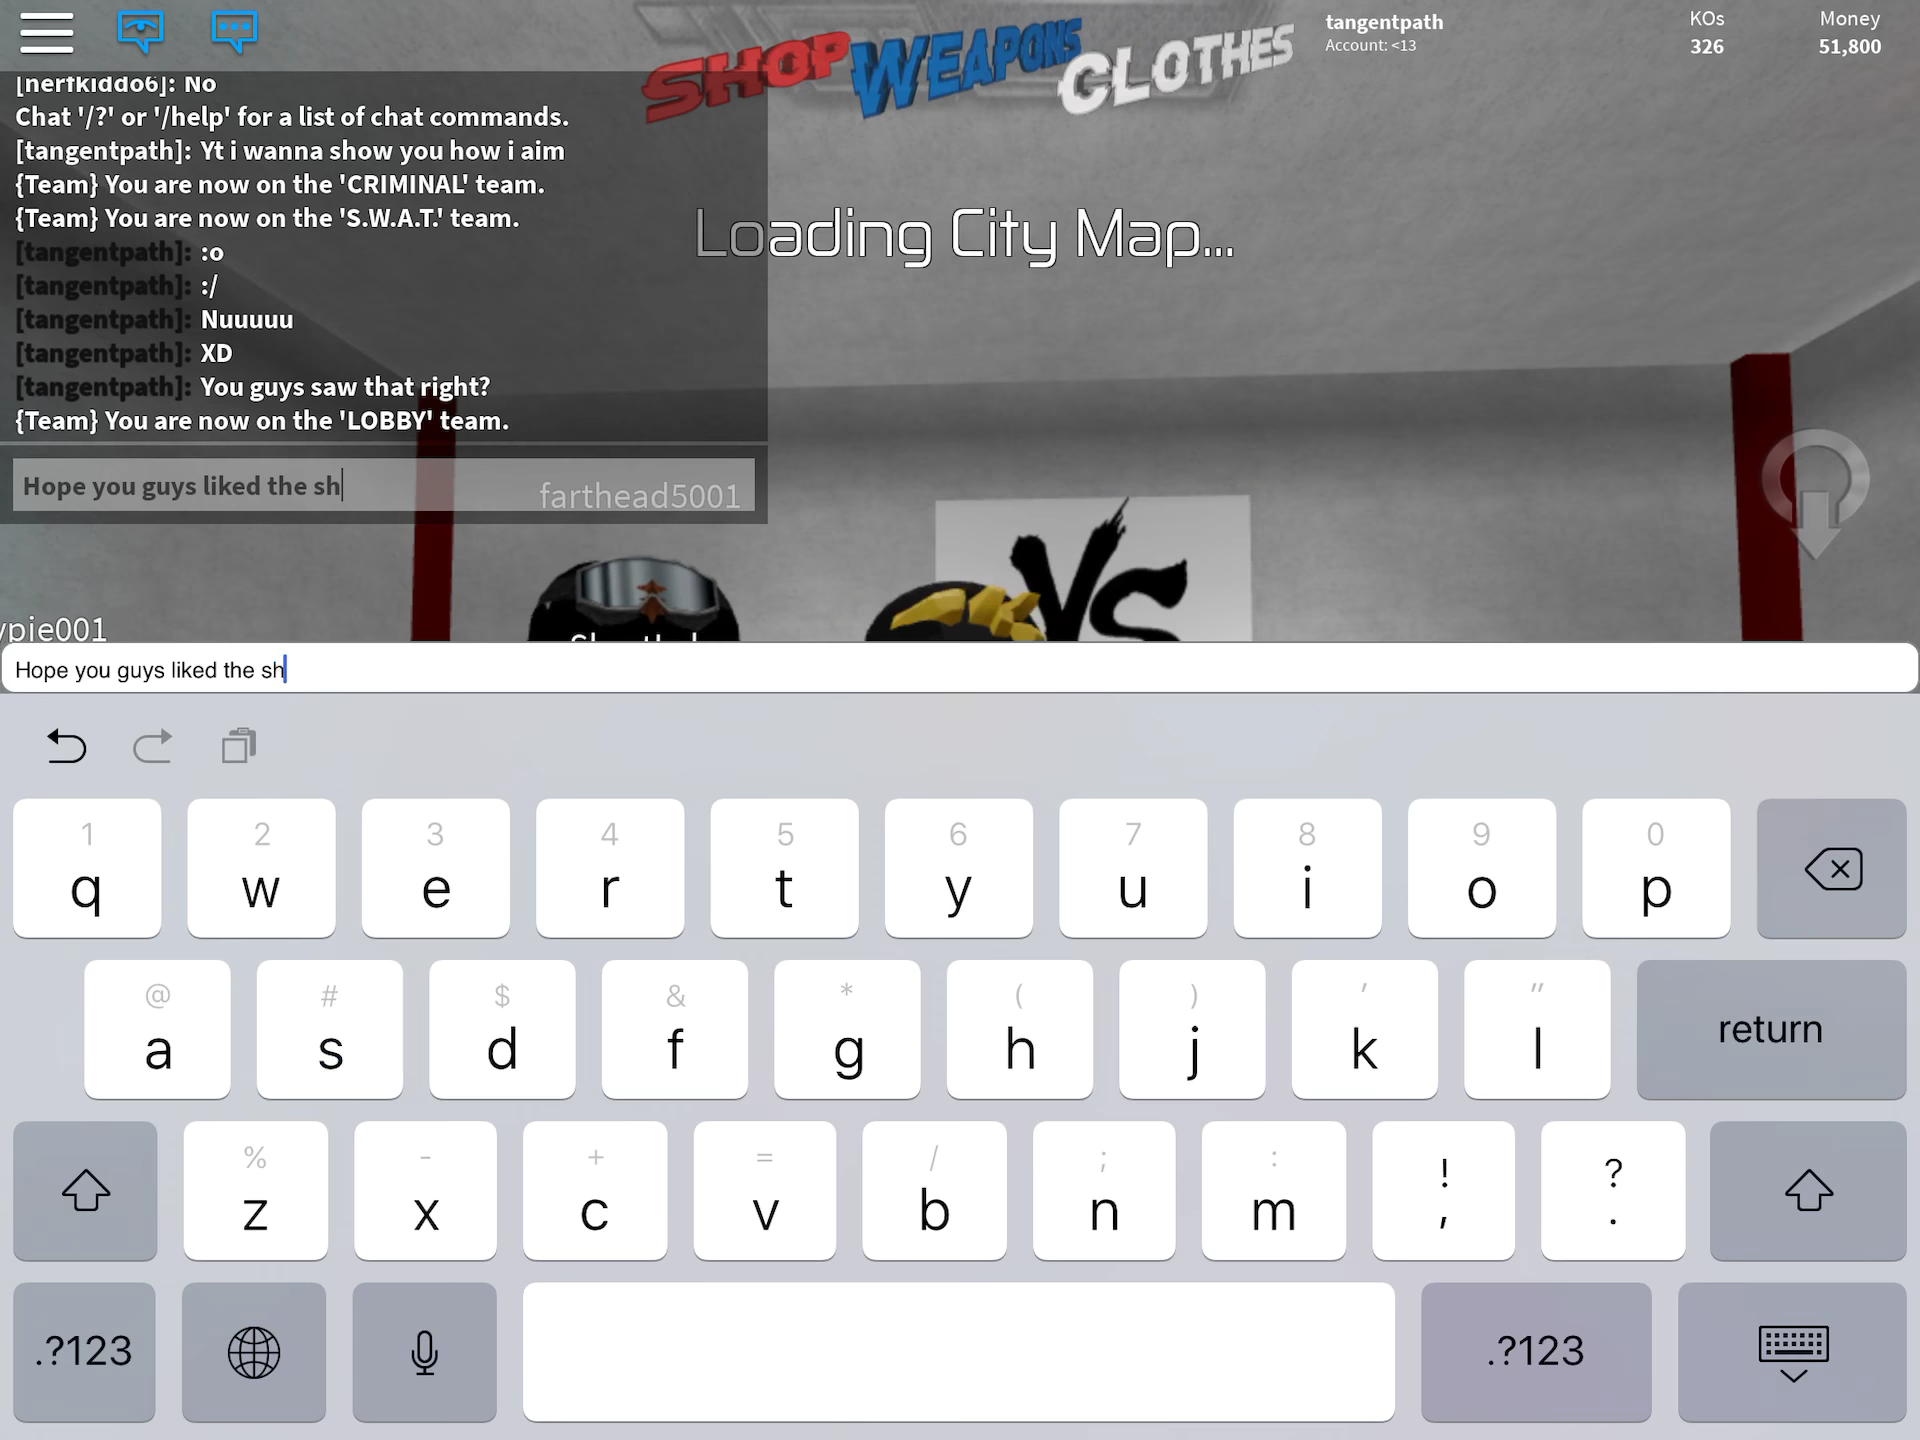 tangentpath
Account: <13
KOs
326
Money
51,800
SHOP WEAPONS CLOTHES
[nerfkiddo6]: No
Chat '/?' or '/help' for a list of chat commands.
[tangentpath]: Yt i wanna show you how i aim
{Team} You are now on the 'CRIMINAL' team.
{Team} You are now on the 'S.W.A.T.' team.
[tangentpath]: :o
[tangentpath]: :/
[tangentpath]: Nuuuuu
[tangentpath]: XD
[tangentpath]: You guys saw that right?
{Team} You are now on the 'LOBBY' team.
Loading City Map...
Hope you guys liked the sh
farthead5001
VS
ypie001
Hope you guys liked the sh
1 2 3 4 5 6 7 8 9 0
q w e r t y u i o p
@ # $ & * ( ) ' "
a s d f g h j k l return
% - + = / ; : ! ?
z x c v b n m , .
.?123 .?123